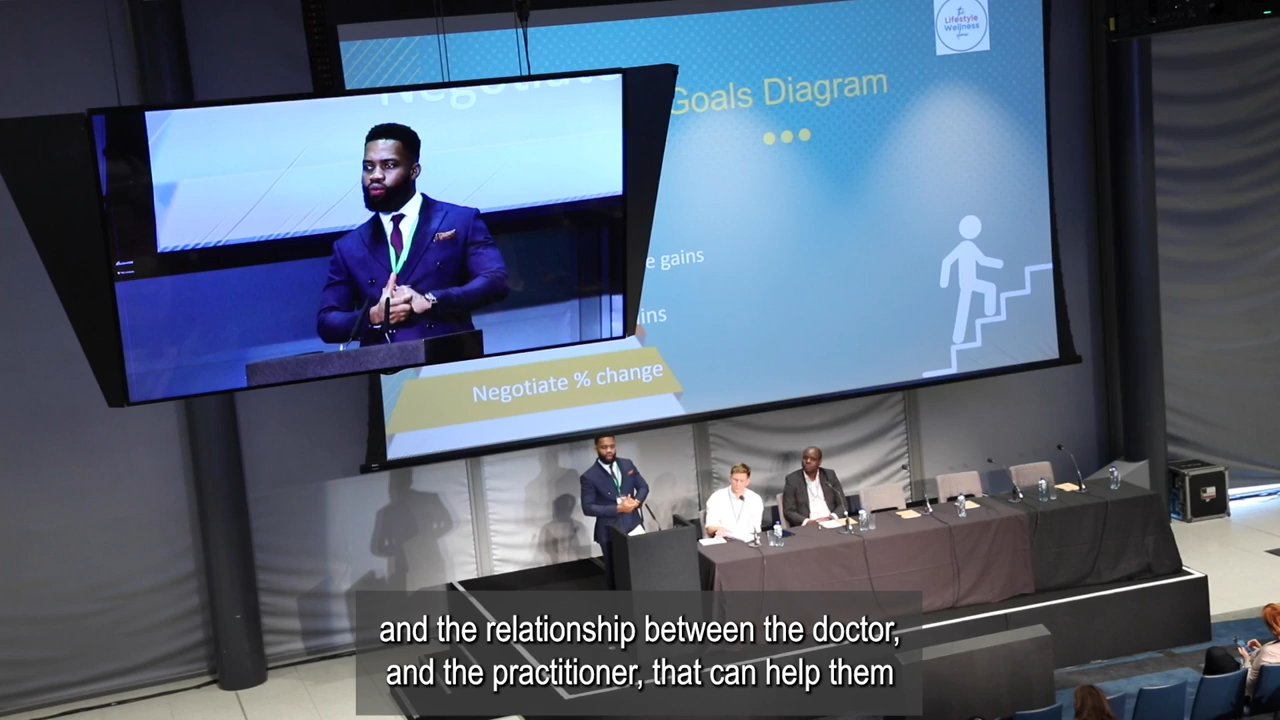 the
Lifestyle
Wellness
Goals Diagram
e gains
ins
Negotiate % change
and the relationship between the doctor,
and the practitioner, that can help them